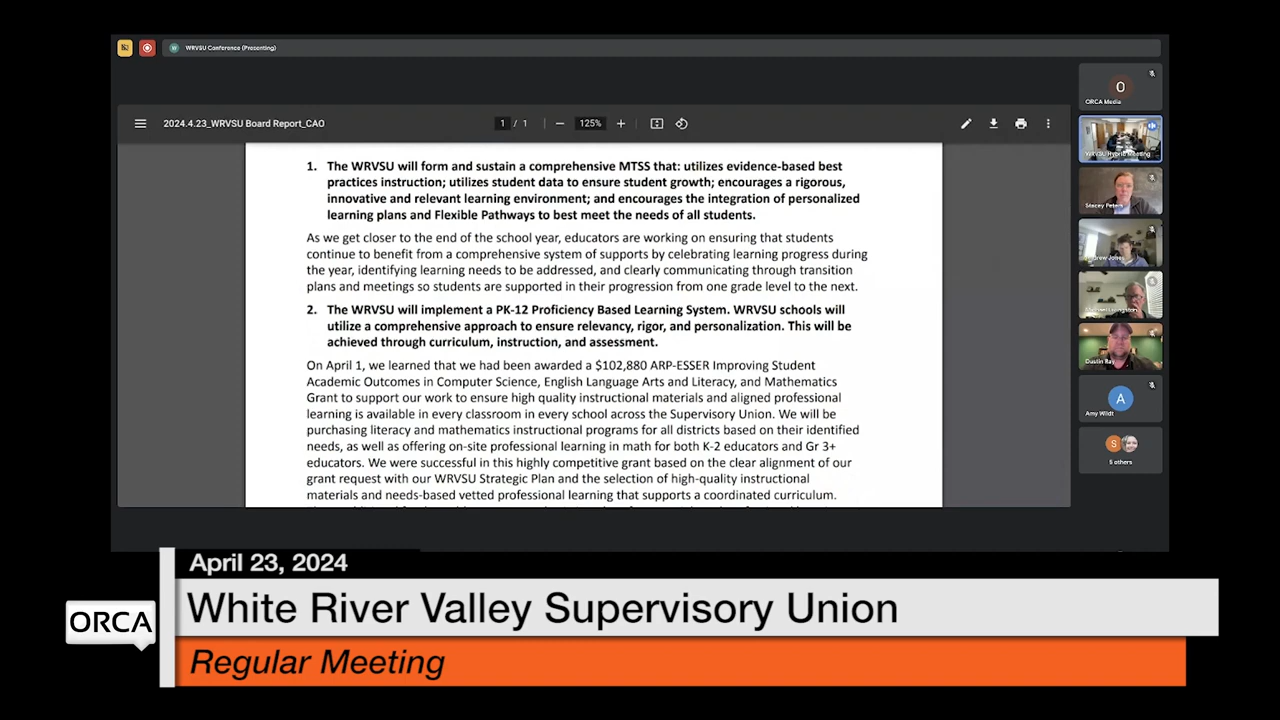 WRVSU Conference (Presenting)
2024.4.23_WRVSU Board Report_CAO
1 / 1
125%
1. The WRVSU will form and sustain a comprehensive MTSS that: utilizes evidence-based best
practices instruction; utilizes student data to ensure student growth; encourages a rigorous,
innovative and relevant learning environment; and encourages the integration of personalized
learning plans and Flexible Pathways to best meet the needs of all students.
As we get closer to the end of the school year, educators are working on ensuring that students
continue to benefit from a comprehensive system of supports by celebrating learning progress during
the year, identifying learning needs to be addressed, and clearly communicating through transition
plans and meetings so students are supported in their progression from one grade level to the next.
2. The WRVSU will implement a PK-12 Proficiency Based Learning System. WRVSU schools will
utilize a comprehensive approach to ensure relevancy, rigor, and personalization. This will be
achieved through curriculum, instruction, and assessment.
On April 1, we learned that we had been awarded a $102,880 ARP-ESSER Improving Student
Academic Outcomes in Computer Science, English Language Arts and Literacy, and Mathematics
Grant to support our work to ensure high quality instructional materials and aligned professional
learning is available in every classroom in every school across the Supervisory Union. We will be
purchasing literacy and mathematics instructional programs for all districts based on their identified
needs, as well as offering on-site professional learning in math for both K-2 educators and Gr 3+
educators. We were successful in this highly competitive grant based on the clear alignment of our
grant request with our WRVSU Strategic Plan and the selection of high-quality instructional
materials and needs-based vetted professional learning that supports a coordinated curriculum.
O
ORCA Media
WRVSU Hybrid Meeting
Stacey Peters
Andrew Jones
Dustin Ray
A
Amy Wildt
S
5 others
April 23, 2024
White River Valley Supervisory Union
ORCA
Regular Meeting